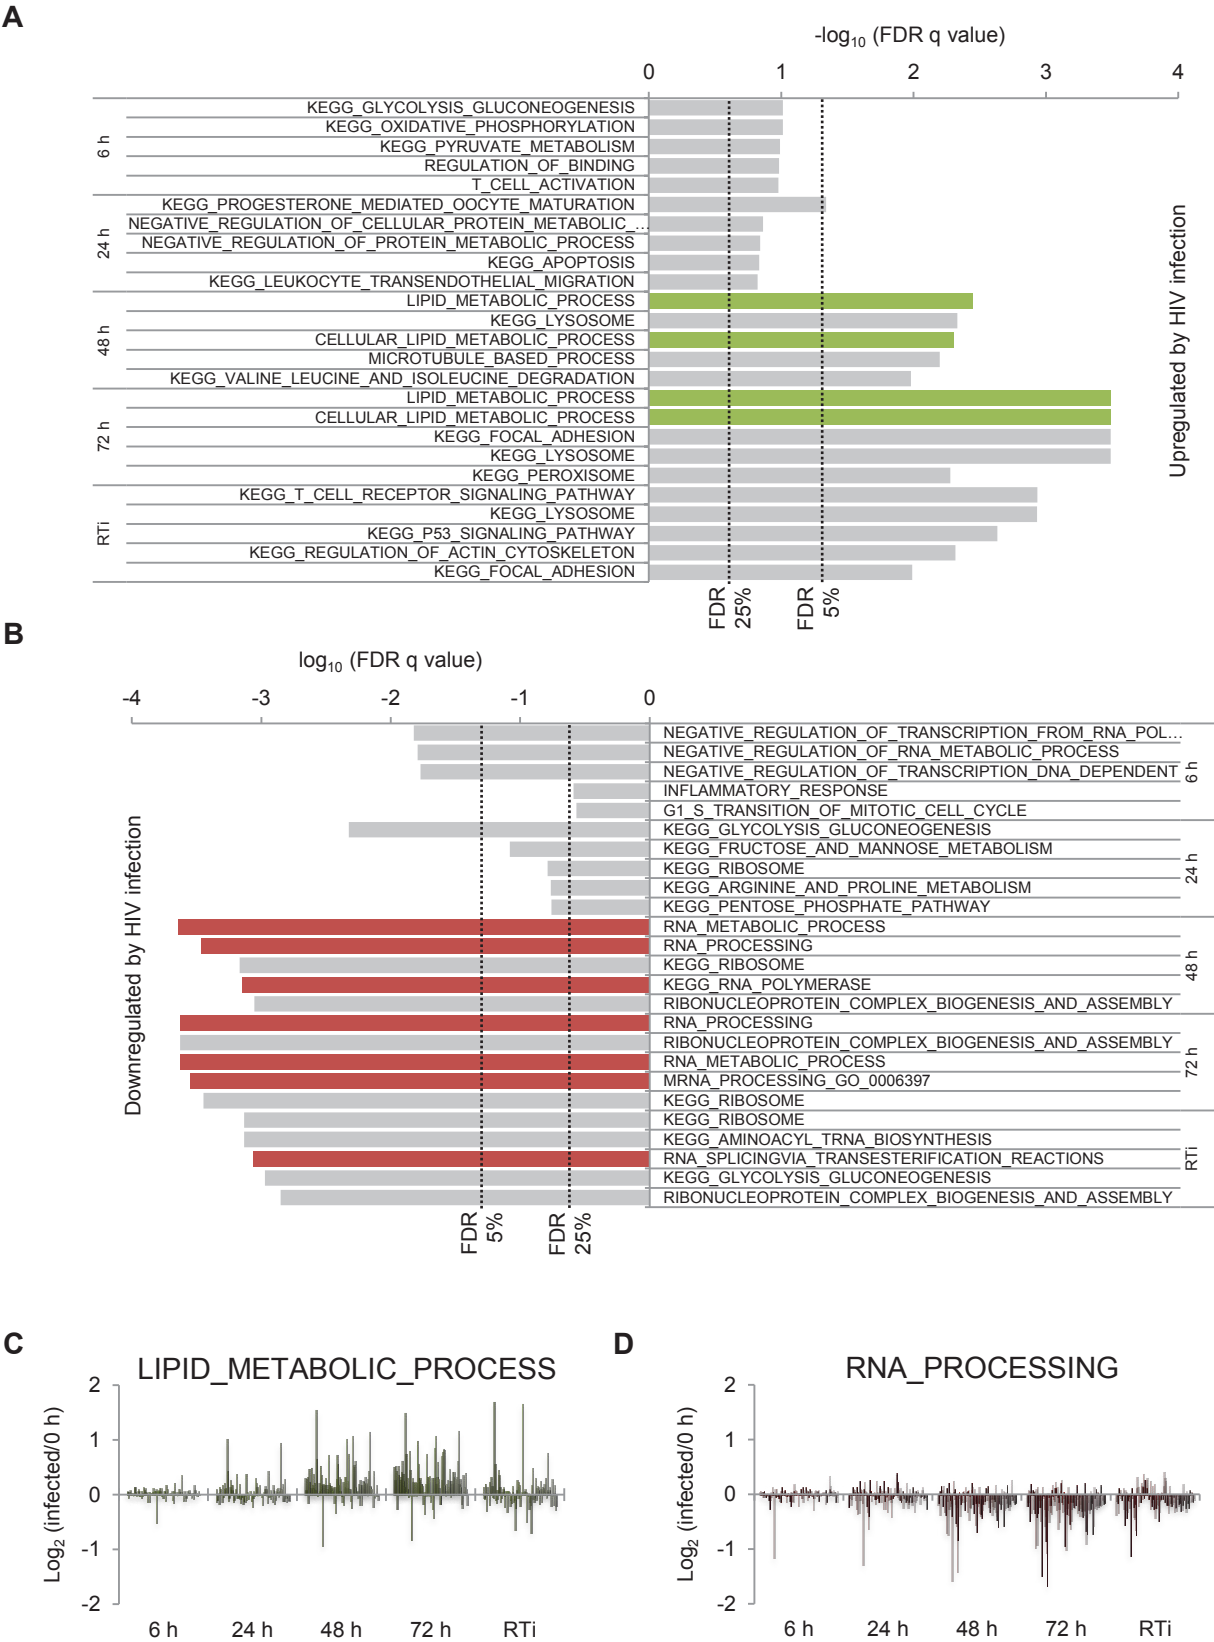 A
-log10 (FDR q value)
0 1 2 3 4
6 h
KEGG_GLYCOLYSIS_GLUCONEOGENESIS
KEGG_OXIDATIVE_PHOSPHORYLATION
KEGG_PYRUVATE_METABOLISM
REGULATION_OF_BINDING
T_CELL_ACTIVATION
24 h
KEGG_PROGESTERONE_MEDIATED_OOCYTE_MATURATION
NEGATIVE_REGULATION_OF_CELLULAR_PROTEIN_METABOLIC_...
NEGATIVE_REGULATION_OF_PROTEIN_METABOLIC_PROCESS
KEGG_APOPTOSIS
KEGG_LEUKOCYTE_TRANSENDOTHELIAL_MIGRATION
48 h
LIPID_METABOLIC_PROCESS
KEGG_LYSOSOME
CELLULAR_LIPID_METABOLIC_PROCESS
MICROTUBULE_BASED_PROCESS
KEGG_VALINE_LEUCINE_AND_ISOLEUCINE_DEGRADATION
72 h
LIPID_METABOLIC_PROCESS
CELLULAR_LIPID_METABOLIC_PROCESS
KEGG_FOCAL_ADHESION
KEGG_LYSOSOME
KEGG_PEROXISOME
RTi
KEGG_T_CELL_RECEPTOR_SIGNALING_PATHWAY
KEGG_LYSOSOME
KEGG_P53_SIGNALING_PATHWAY
KEGG_REGULATION_OF_ACTIN_CYTOSKELETON
KEGG_FOCAL_ADHESION
Upregulated by HIV infection
FDR
25%
FDR
5%
B
log10 (FDR q value)
-4 -3 -2 -1 0
Downregulated by HIV infection
NEGATIVE_REGULATION_OF_TRANSCRIPTION_FROM_RNA_POL...
NEGATIVE_REGULATION_OF_RNA_METABOLIC_PROCESS
NEGATIVE_REGULATION_OF_TRANSCRIPTION_DNA_DEPENDENT
INFLAMMATORY_RESPONSE
G1_S_TRANSITION_OF_MITOTIC_CELL_CYCLE
6 h
KEGG_GLYCOLYSIS_GLUCONEOGENESIS
KEGG_FRUCTOSE_AND_MANNOSE_METABOLISM
KEGG_RIBOSOME
KEGG_ARGININE_AND_PROLINE_METABOLISM
KEGG_PENTOSE_PHOSPHATE_PATHWAY
24 h
RNA_METABOLIC_PROCESS
RNA_PROCESSING
KEGG_RIBOSOME
KEGG_RNA_POLYMERASE
RIBONUCLEOPROTEIN_COMPLEX_BIOGENESIS_AND_ASSEMBLY
48 h
RNA_PROCESSING
RIBONUCLEOPROTEIN_COMPLEX_BIOGENESIS_AND_ASSEMBLY
RNA_METABOLIC_PROCESS
MRNA_PROCESSING_GO_0006397
KEGG_RIBOSOME
72 h
KEGG_RIBOSOME
KEGG_AMINOACYL_TRNA_BIOSYNTHESIS
RNA_SPLICINGVIA_TRANSESTERIFICATION_REACTIONS
KEGG_GLYCOLYSIS_GLUCONEOGENESIS
RIBONUCLEOPROTEIN_COMPLEX_BIOGENESIS_AND_ASSEMBLY
RTi
FDR
5%
FDR
25%
C
LIPID_METABOLIC_PROCESS
Log2 (infected/0 h)
2
1
0
-1
-2
6 h 24 h 48 h 72 h RTi
D
RNA_PROCESSING
Log2 (infected/0 h)
2
1
0
-1
-2
6 h 24 h 48 h 72 h RTi